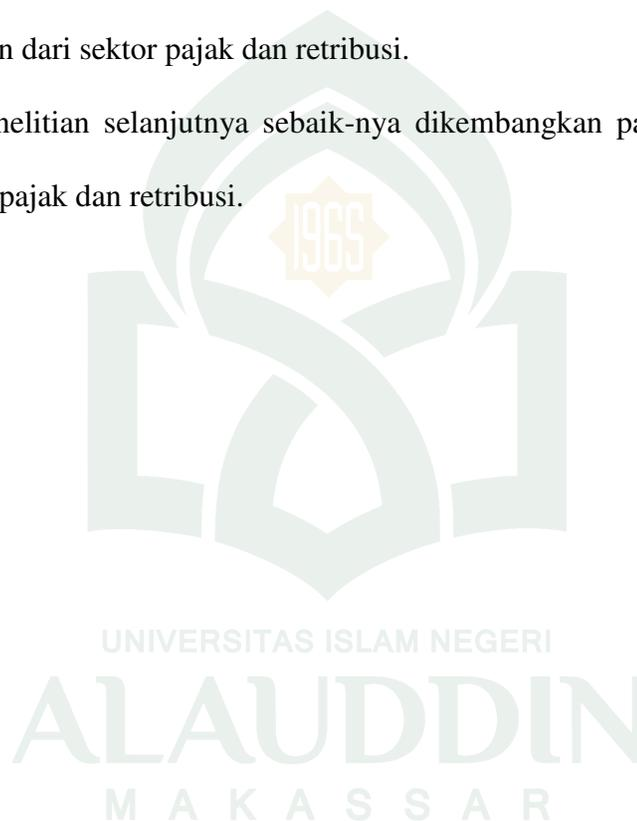 n dari sektor pajak dan retribusi.
nelitian selanjutnya sebaik-nya dikembangkan pa
pajak dan retribusi.
1965
UNIVERSITAS ISLAM NEGERI
ALAUDDIN
MAKASSAR